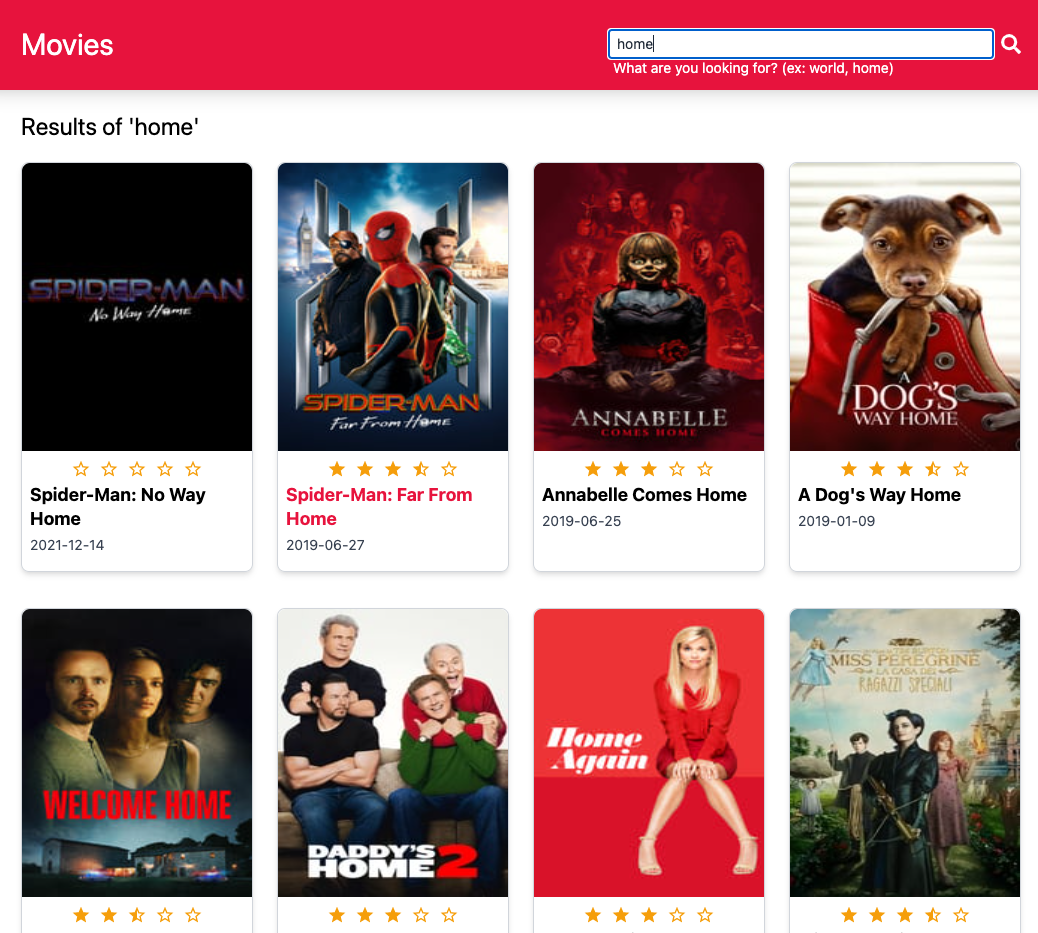 Movies
home
What are you looking for? (ex: world, home)
Results of 'home'
SPIDER-MAN
No Way Home
SPIDER-MAN
Far From Home
ANNABELLE
COMES HOME
A
DOG'S
WAY HOME
Spider-Man: No Way
Home
2021-12-14
Spider-Man: Far From
Home
2019-06-27
Annabelle Comes Home
2019-06-25
A Dog's Way Home
2019-01-09
WELCOME HOME
DADDY'S
HOME 2
Home
Again
TIM BURTON
MISS PEREGRINE
LA CASA DEI
RAGAZZI SPECIALI